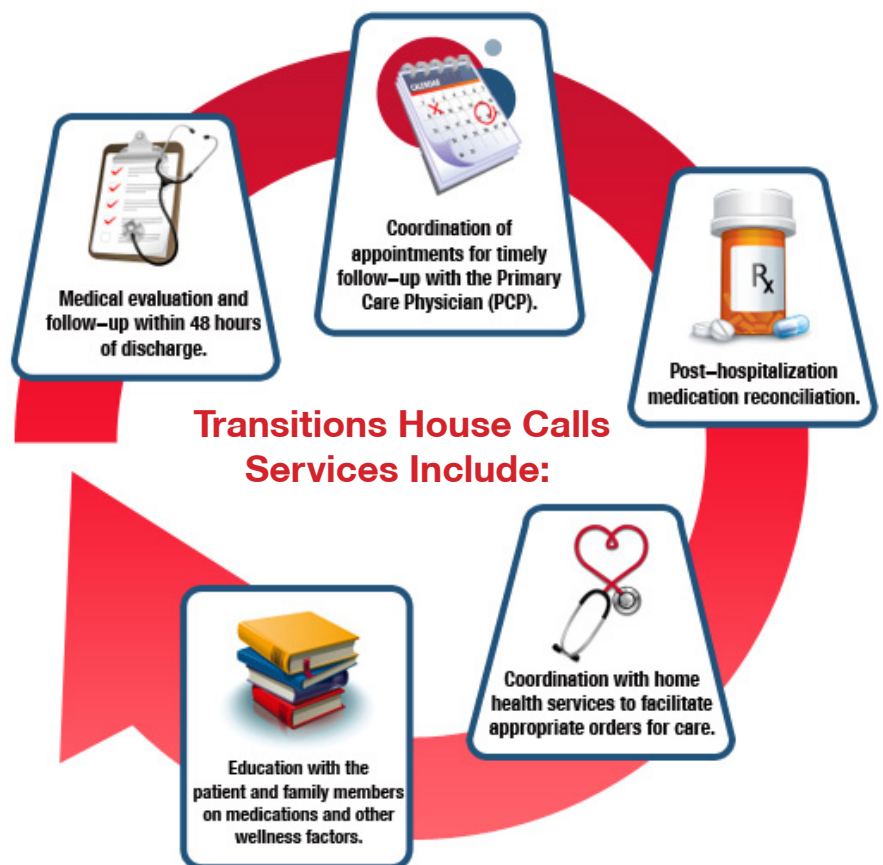 CALENDAR
Coordination of
appointments for timely
follow–up with the Primary
Care Physician (PCP).
Medical evaluation and
follow–up within 48 hours
of discharge.
Rx
Post–hospitalization
medication reconciliation.
Transitions House Calls
Services Include:
Coordination with home
health services to facilitate
appropriate orders for care.
Education with the
patient and family members
on medications and other
wellness factors.